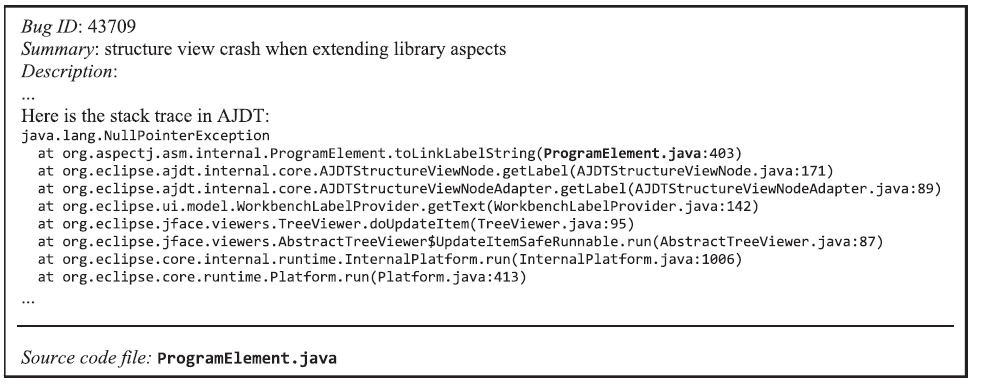 Bug ID: 43709
Summary: structure view crash when extending library aspects
Description:
...
Here is the stack trace in AJDT:
java.lang.NullPointerException
at org.aspectj.asm.internal.ProgramElement.toLinkLabelString(ProgramElement.java:403)
at org.eclipse.ajdt.internal.core.AJDTStructureViewNode.getLabel(AJDTStructureViewNode.java:171)
at org.eclipse.ajdt.internal.core.AJDTStructureViewNodeAdapter.getLabel(AJDTStructureViewNodeAdapter.java:89)
at org.eclipse.ui.model.WorkbenchLabelProvider.getText(WorkbenchLabelProvider.java:142)
at org.eclipse.jface.viewers.TreeViewer.doUpdateItem(TreeViewer.java:95)
at org.eclipse.jface.viewers.AbstractTreeViewer$UpdateItemSafeRunnable.run(AbstractTreeViewer.java:87)
at org.eclipse.core.internal.runtime.InternalPlatform.run(InternalPlatform.java:1006)
at org.eclipse.core.runtime.Platform.run(Platform.java:413)
...
Source code file: ProgramElement.java